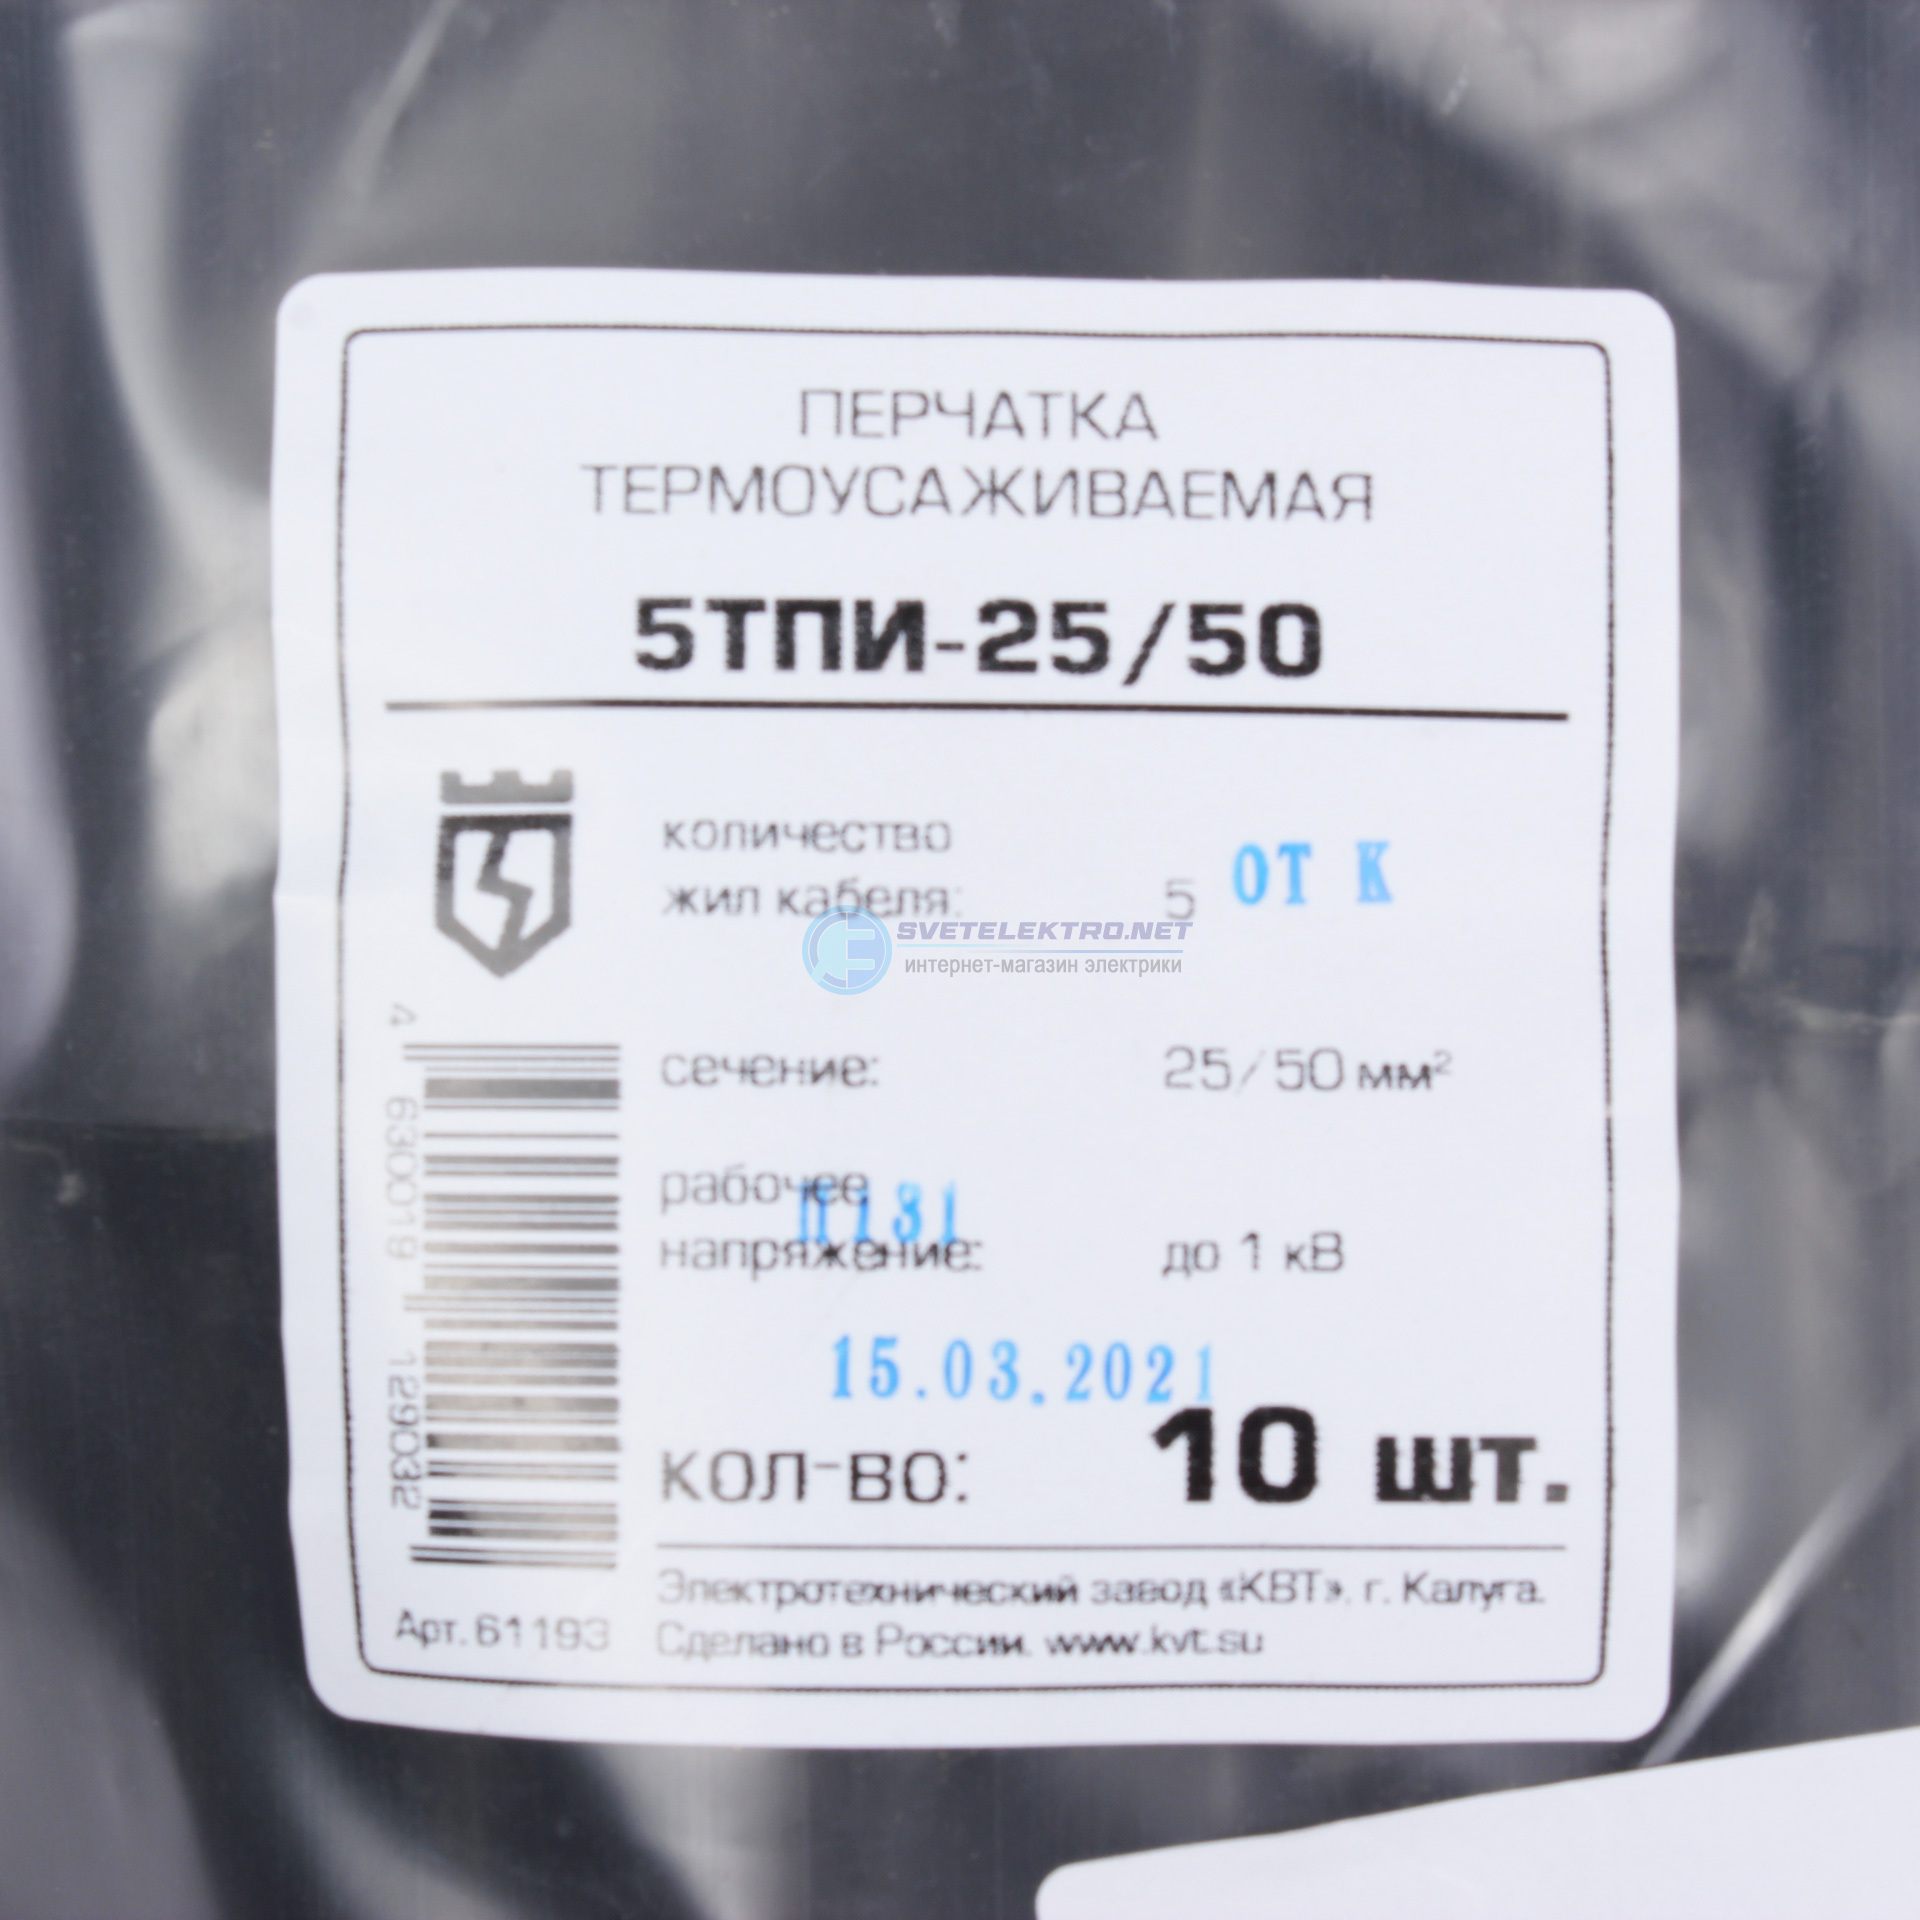 ПЕРЧАТКА
ТЕРМОУСАЖИВАЕМАЯ
5ТПИ-25/50
количество
жил кабеля: 5 ОТК
SVETELEKTRO.NET
интернет-магазин электрики
сечение: 25/50 мм²
рабочее
П131
напряжение: до 1 кВ
15.03.2021
кол-во: 10 шт.
4 630019 129032
Арт. 61193
Электротехнический завод «КВТ», г. Калуга.
Сделано в России. www.kvt.su